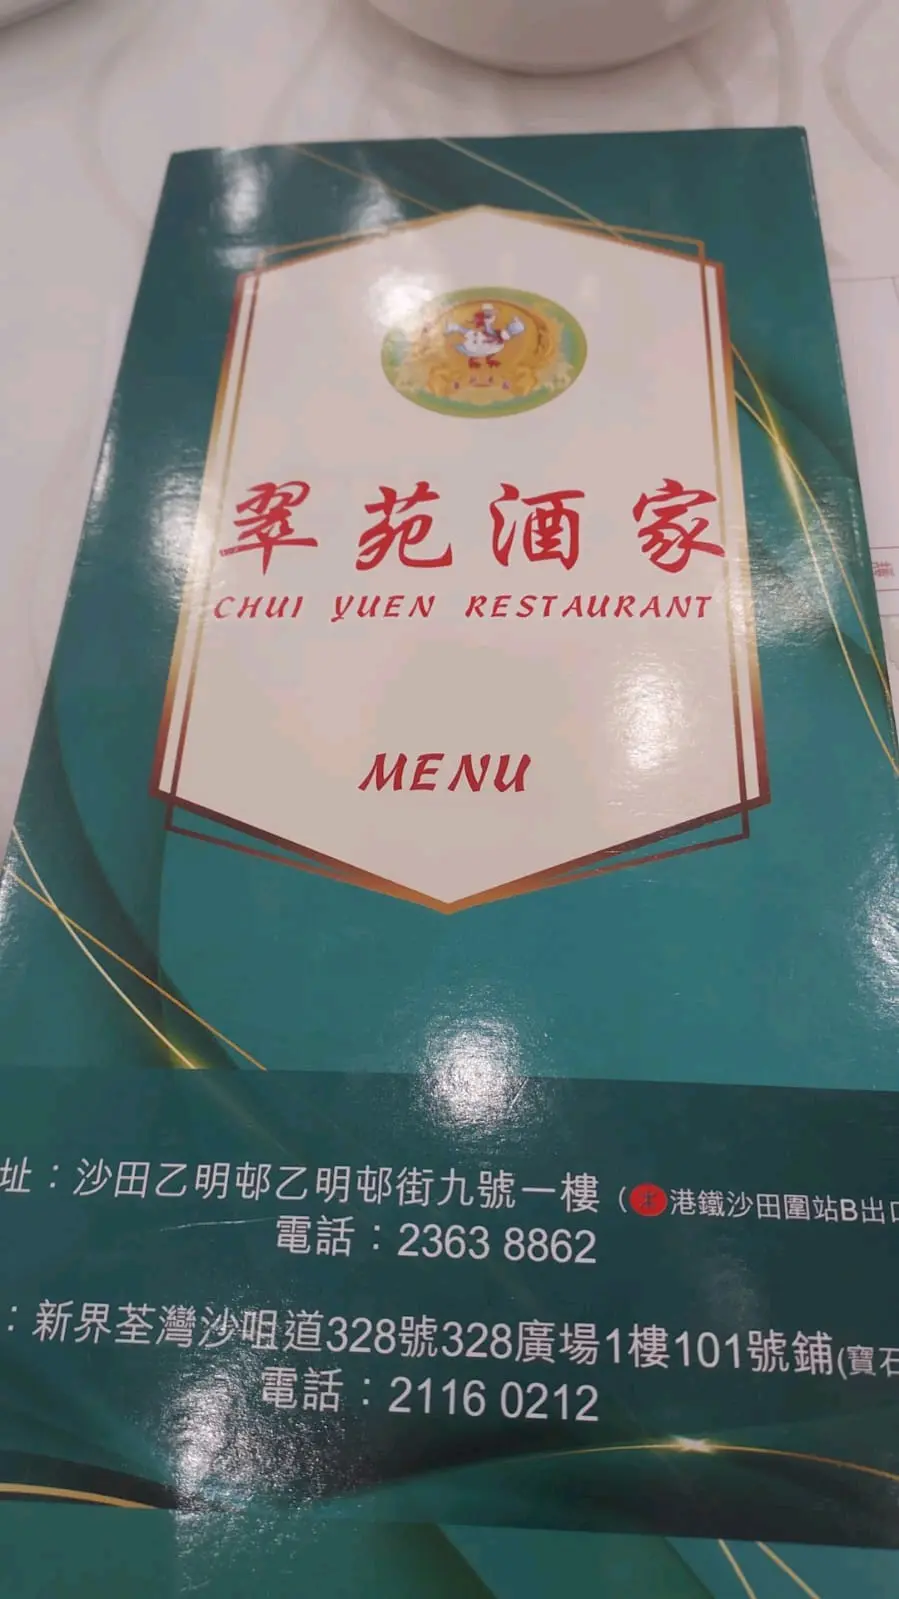 翠苑酒家
CHUI YUEN RESTAURANT
MENU
址：沙田乙明邨乙明邨街九號一樓（港鐵沙田圍站B出口
電話：2363 8862
：新界荃灣沙咀道328號328廣場1樓101號鋪(寶石
電話：2116 0212